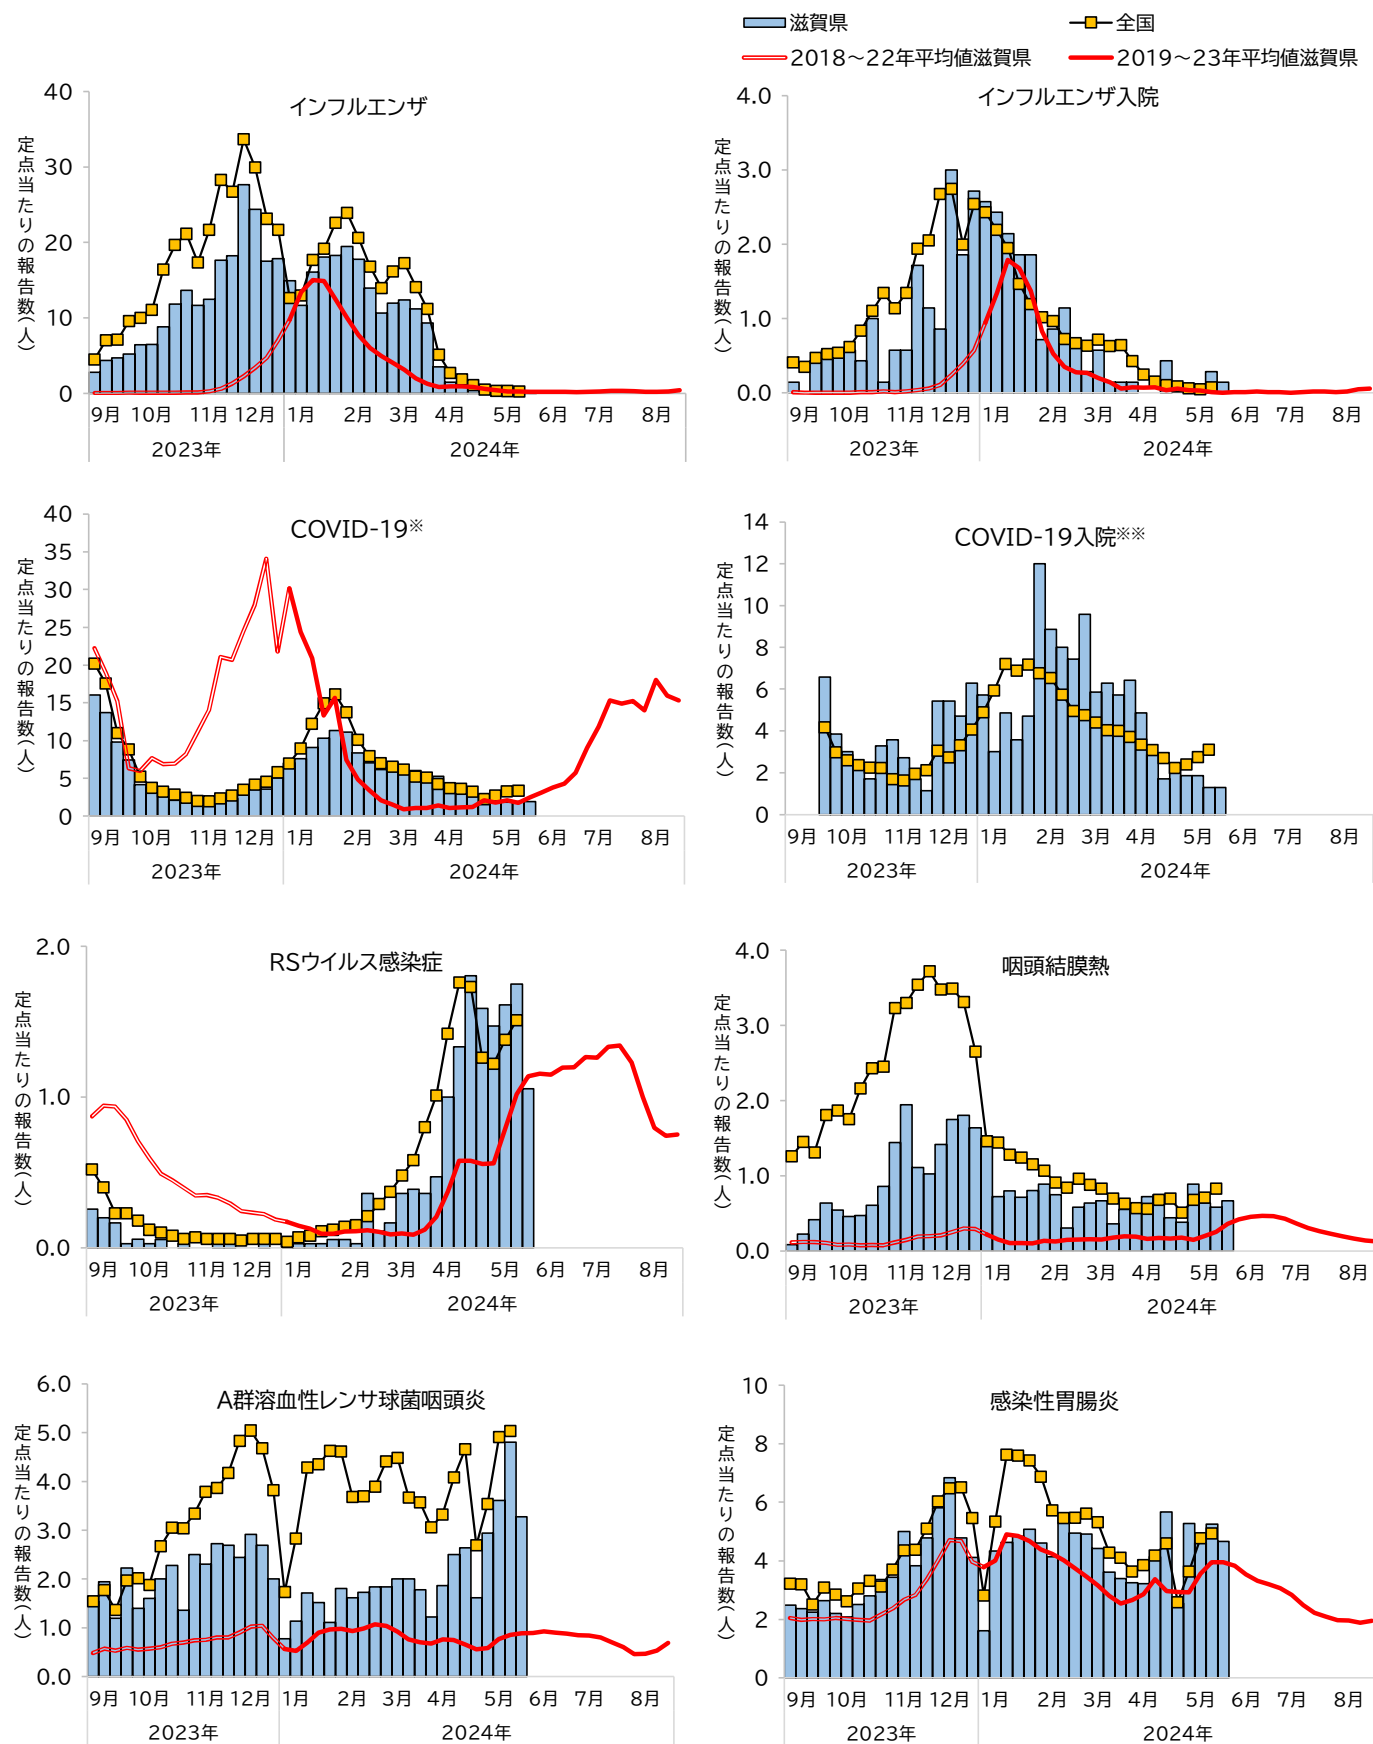 滋賀県
全国
2018～22年平均値滋賀県
2019～23年平均値滋賀県
インフルエンザ
定点当たりの報告数（人）
40
30
20
10
0
9月 10月 11月 12月 1月 2月 3月 4月 5月 6月 7月 8月
2023年 2024年
インフルエンザ入院
定点当たりの報告数（人）
4.0
3.0
2.0
1.0
0.0
9月 10月 11月 12月 1月 2月 3月 4月 5月 6月 7月 8月
2023年 2024年
COVID-19※
定点当たりの報告数（人）
40
35
30
25
20
15
10
5
0
9月 10月 11月 12月 1月 2月 3月 4月 5月 6月 7月 8月
2023年 2024年
COVID-19入院※※
定点当たりの報告数（人）
14
12
10
8
6
4
2
0
9月 10月 11月 12月 1月 2月 3月 4月 5月 6月 7月 8月
2023年 2024年
RSウイルス感染症
定点当たりの報告数（人）
2.0
1.0
0.0
9月 10月 11月 12月 1月 2月 3月 4月 5月 6月 7月 8月
2023年 2024年
咽頭結膜熱
定点当たりの報告数（人）
4.0
3.0
2.0
1.0
0.0
9月 10月 11月 12月 1月 2月 3月 4月 5月 6月 7月 8月
2023年 2024年
A群溶血性レンサ球菌咽頭炎
定点当たりの報告数（人）
6.0
5.0
4.0
3.0
2.0
1.0
0.0
9月 10月 11月 12月 1月 2月 3月 4月 5月 6月 7月 8月
2023年 2024年
感染性胃腸炎
定点当たりの報告数（人）
10
8
6
4
2
0
9月 10月 11月 12月 1月 2月 3月 4月 5月 6月 7月 8月
2023年 2024年